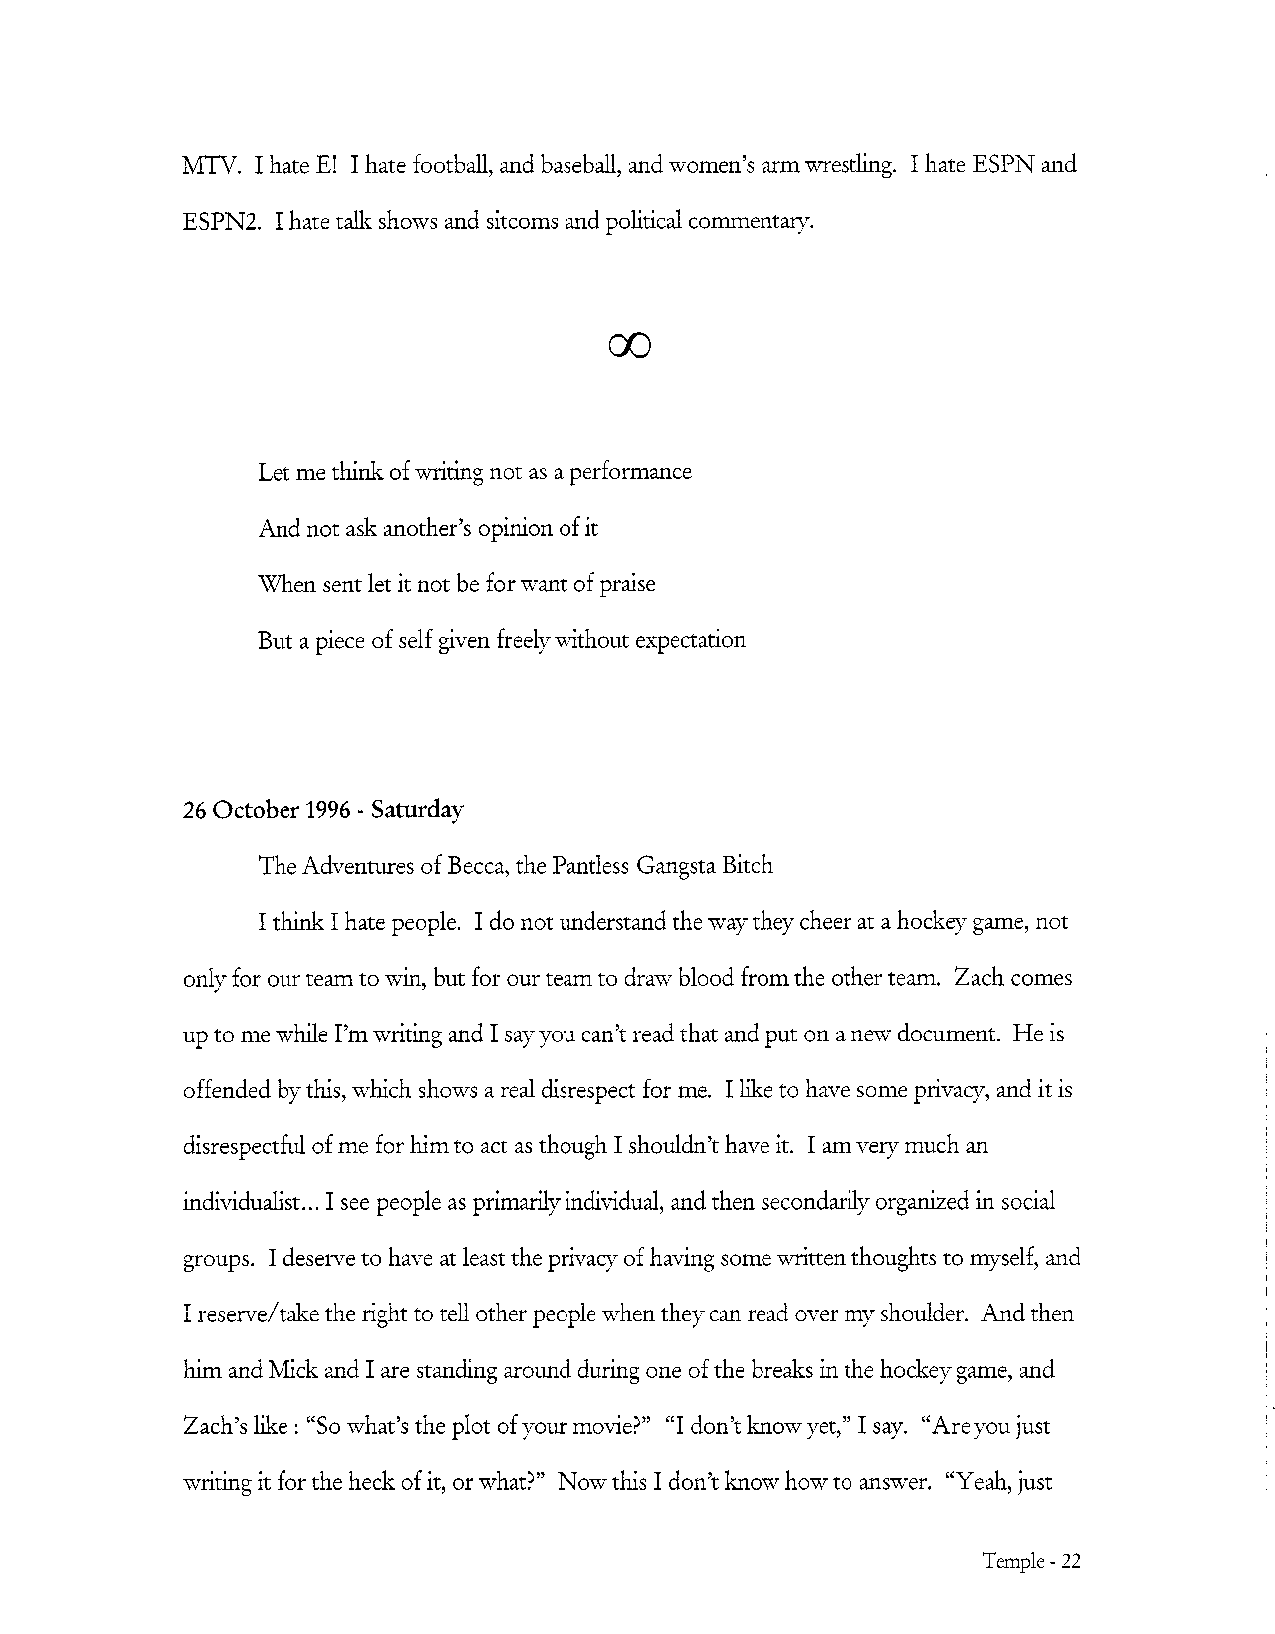 MTV.  I hate E!  I hate football, and baseball, and women's arm wrestling.  I hate ESPN and
ESPN2.  I hate talk shows and sitcoms and political commentary.
∞
Let me think of writing not as a performance
And not ask another's opinion of it
When sent let it not be for want of praise
But a piece of self given freely without expectation
26 October 1996 - Saturday
The Adventures of Becca, the Pantless Gangsta Bitch
I think I hate people.  I do not understand the way they cheer at a hockey game, not
only for our team to win, but for our team to draw blood from the other team.  Zach comes
up to me while I'm writing and I say you can't read that and put on a new document.  He is
offended by this, which shows a real disrespect for me.  I like to have some privacy, and it is
disrespectful of me for him to act as though I shouldn't have it.  I am very much an
individualist... I see people as primarily individual, and then secondarily organized in social
groups.  I deserve to have at least the privacy of having some written thoughts to myself, and
I reserve/take the right to tell other people when they can read over my shoulder.  And then
him and Mick and I are standing around during one of the breaks in the hockey game, and
Zach's like : “So what's the plot of your movie?”  “I don't know yet,” I say.  “Are you just
writing it for the heck of it, or what?”  Now this I don't know how to answer.  “Yeah, just
Temple - 22